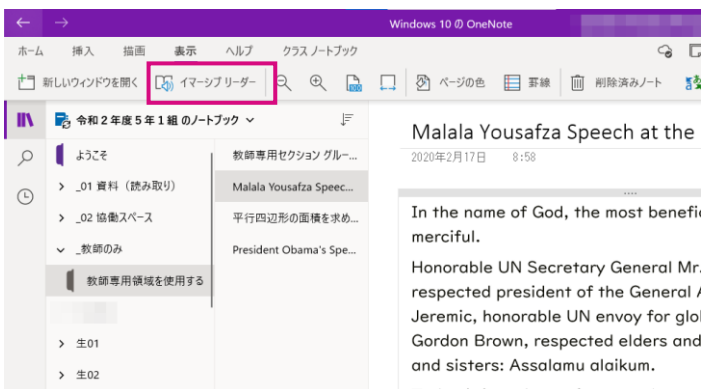 Windows 10 の OneNote
ホーム 挿入 描画 表示 ヘルプ クラス ノートブック
新しいウィンドウを開く イマーシブ リーダー ページの色 罫線 削除済みノート
令和２年度５年１組 のノートブック
ようこそ
_01 資料（読み取り）
_02 協働スペース
_教師のみ
教師専用領域を使用する
生01
生02
教師専用セクション グルー...
Malala Yousafza Speec...
平行四辺形の面積を求め...
President Obama's Spe...
Malala Yousafza Speech at the
2020年2月17日 8:58
In the name of God, the most benefic
merciful.
Honorable UN Secretary General Mr.
respected president of the General A
Jeremic, honorable UN envoy for glo
Gordon Brown, respected elders and
and sisters: Assalamu alaikum.